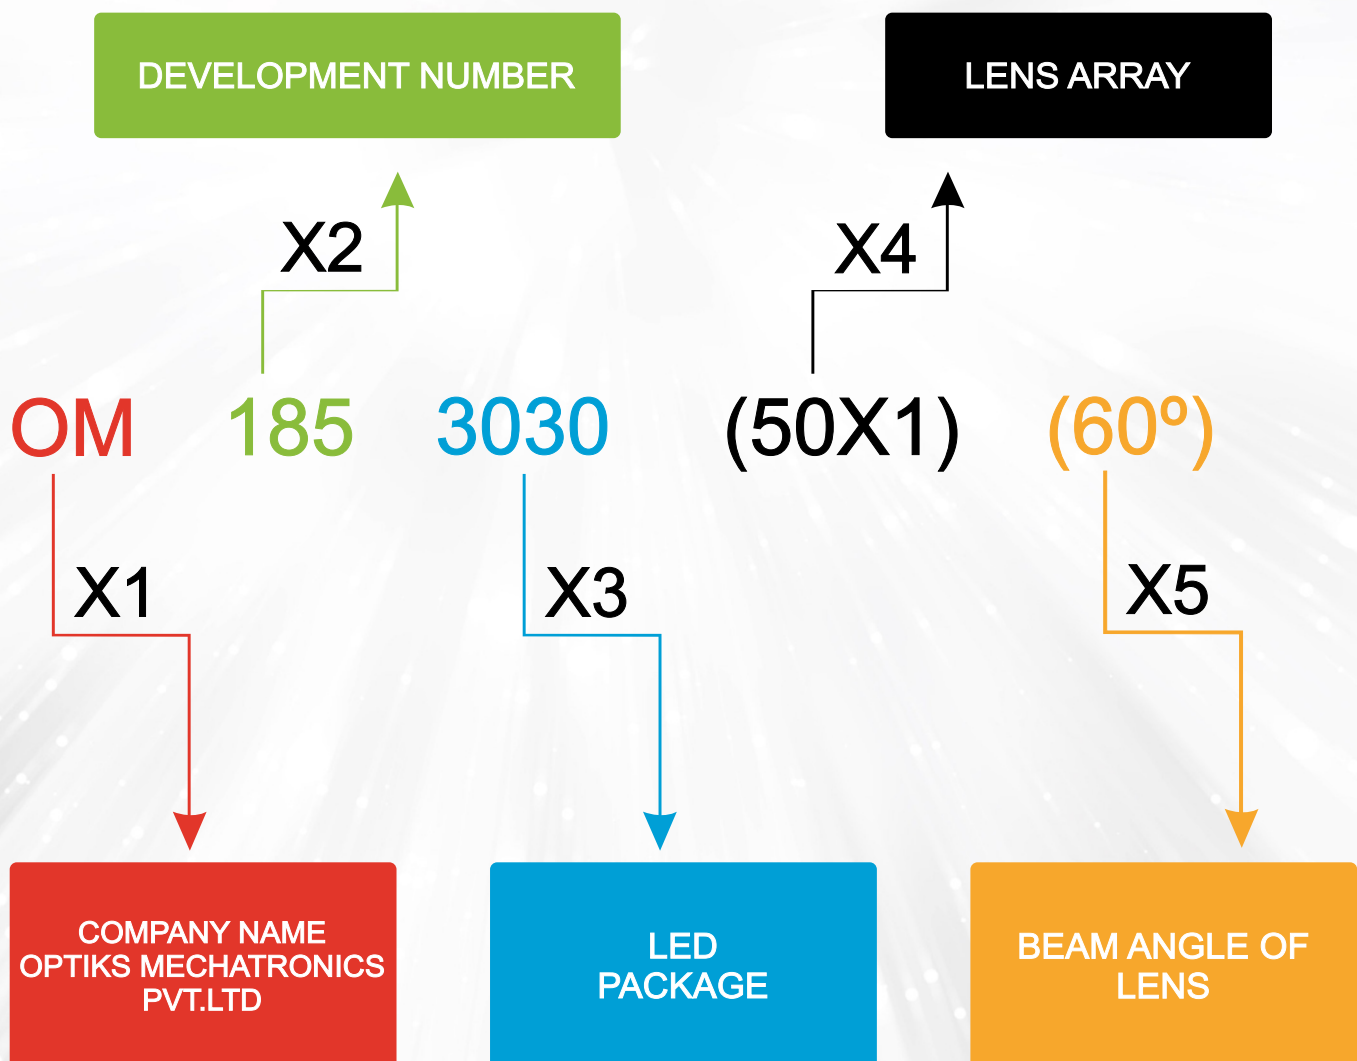 DEVELOPMENT NUMBER
LENS ARRAY
X2
X4
OM 185 3030 (50X1) (60º)
X1
X3
X5
COMPANY NAME
OPTIKS MECHATRONICS
PVT.LTD
LED
PACKAGE
BEAM ANGLE OF
LENS